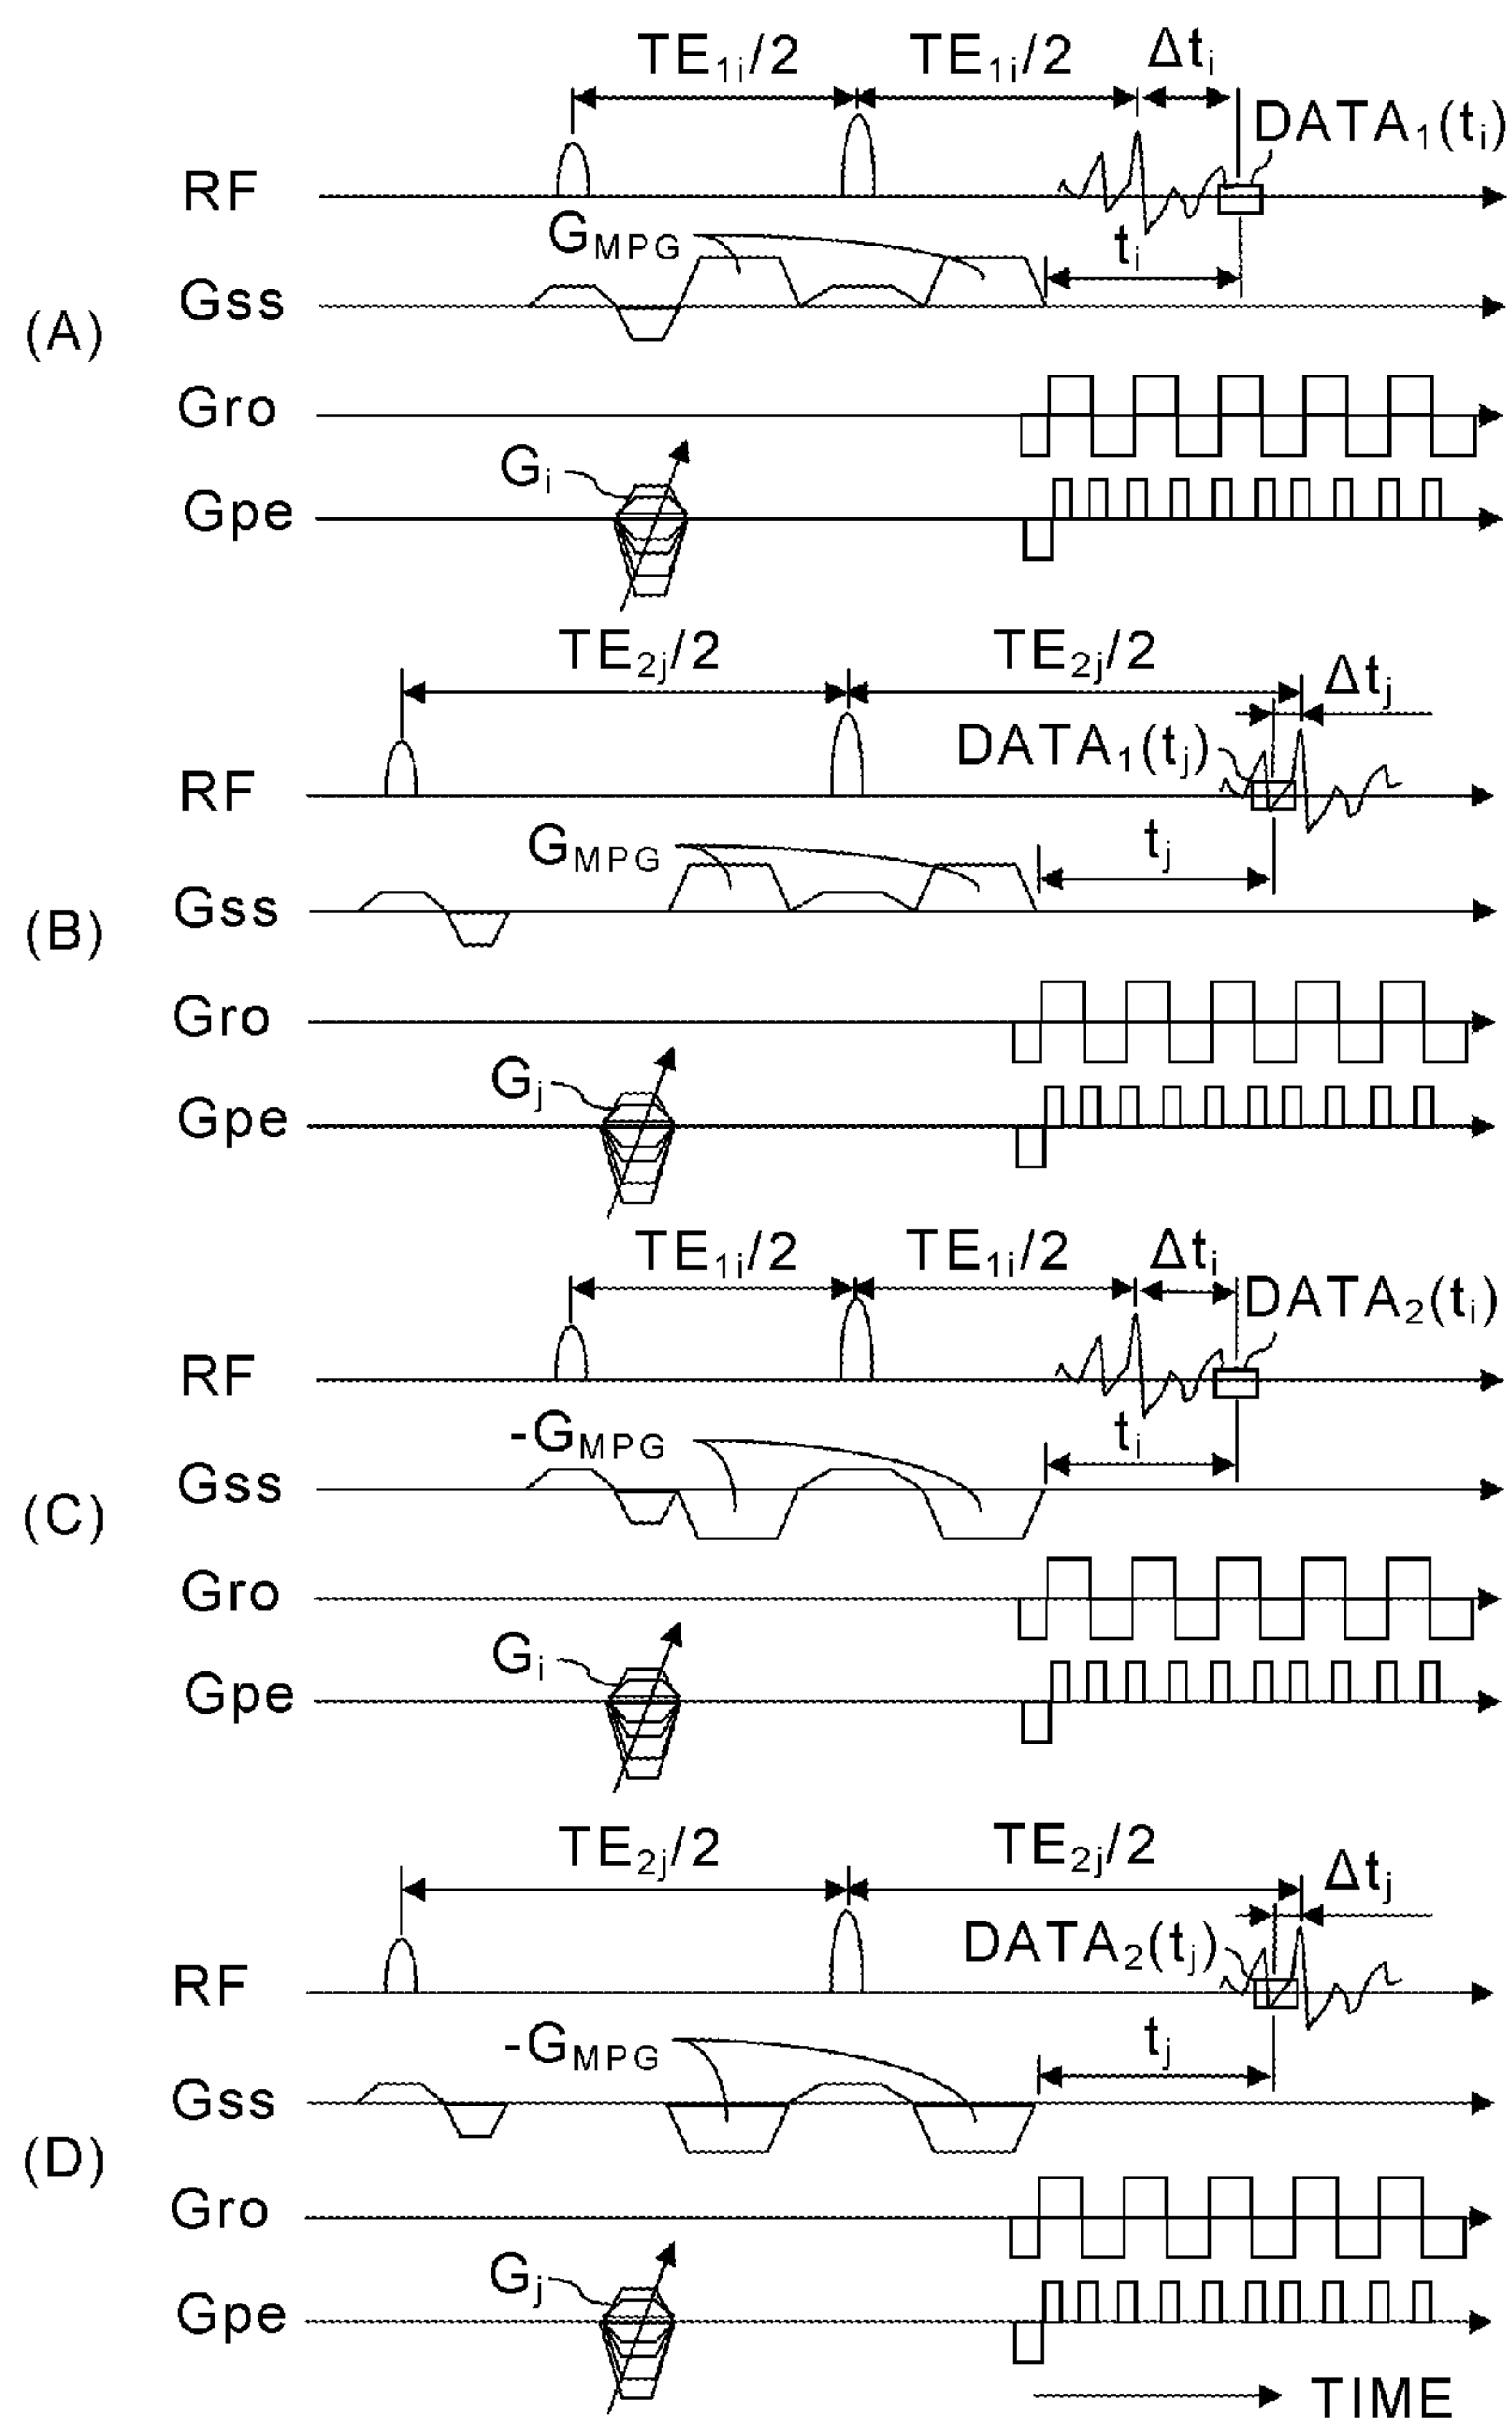 TE1i/2 TE1i/2 Δti
DATA1(ti)
RF
GMPG ti
Gss
(A)
Gro
Gi
Gpe
TE2j/2 TE2j/2 Δtj
DATA1(tj)
RF
GMPG tj
Gss
(B)
Gro
Gj
Gpe
TE1i/2 TE1i/2 Δti
DATA2(ti)
RF
-GMPG ti
Gss
(C)
Gro
Gi
Gpe
TE2j/2 TE2j/2 Δtj
DATA2(tj)
RF
-GMPG tj
Gss
(D)
Gro
Gj
Gpe
TIME